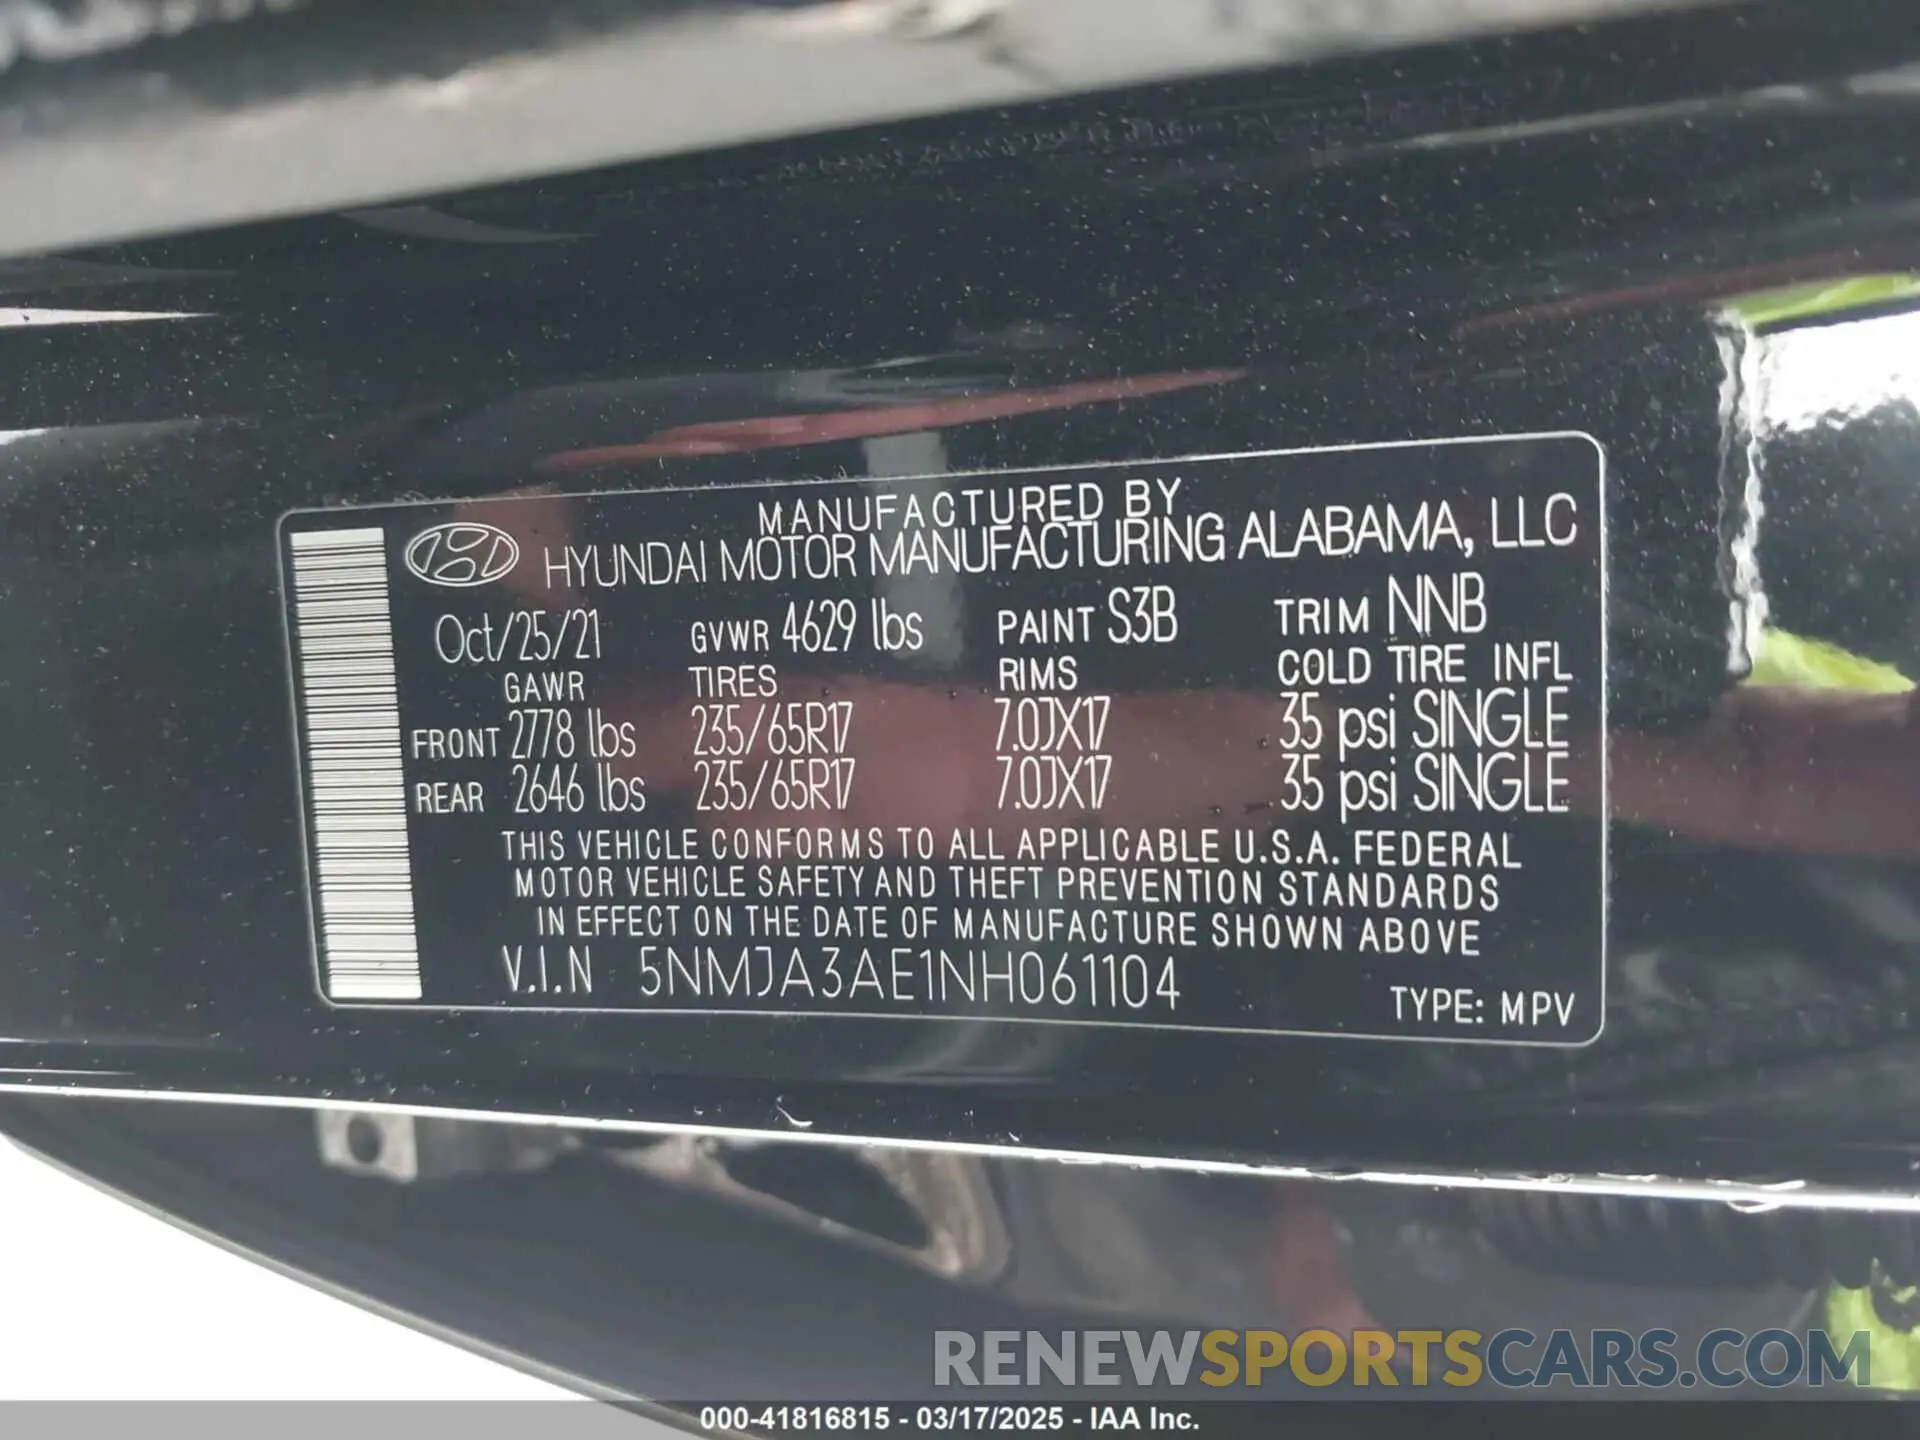 MANUFACTURED BY
HYUNDAI MOTOR MANUFACTURING ALABAMA, LLC
Oct/25/21 GVWR 4629 lbs PAINT S3B TRIM NNB
GAWR TIRES RIMS COLD TIRE INFL
FRONT 2778 lbs 235/65R17 7.0JX17 35 psi SINGLE
REAR 2646 lbs 235/65R17 7.0JX17 35 psi SINGLE
THIS VEHICLE CONFORMS TO ALL APPLICABLE U.S.A. FEDERAL
MOTOR VEHICLE SAFETY AND THEFT PREVENTION STANDARDS
IN EFFECT ON THE DATE OF MANUFACTURE SHOWN ABOVE
V.I.N 5NMJA3AE1NH061104
TYPE: MPV
RENEWSPORTSCARS.COM
000-41816815 - 03/17/2025 - IAA Inc.